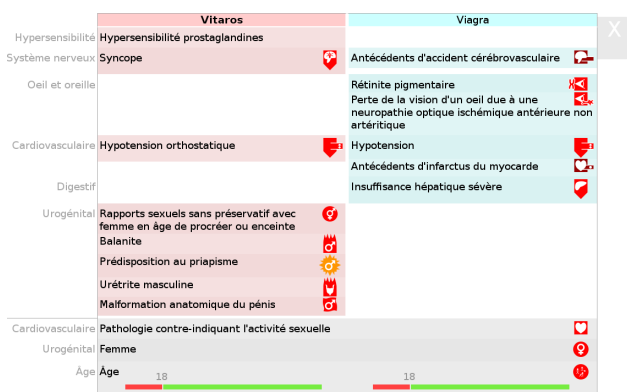 Vitaros Viagra X
Hypersensibilité Hypersensibilité prostaglandines
Système nerveux Syncope Antécédents d'accident cérébrovasculaire
Oeil et oreille Rétinite pigmentaire
Perte de la vision d'un oeil due à une
neuropathie optique ischémique antérieure non
artéritique
Cardiovasculaire Hypotension orthostatique Hypotension
Antécédents d'infarctus du myocarde
Digestif Insuffisance hépatique sévère
Urogénital Rapports sexuels sans préservatif avec
femme en âge de procréer ou enceinte
Balanite
Prédisposition au priapisme
Urétrite masculine
Malformation anatomique du pénis
Cardiovasculaire Pathologie contre-indiquant l'activité sexuelle
Urogénital Femme
Âge Âge
18 18